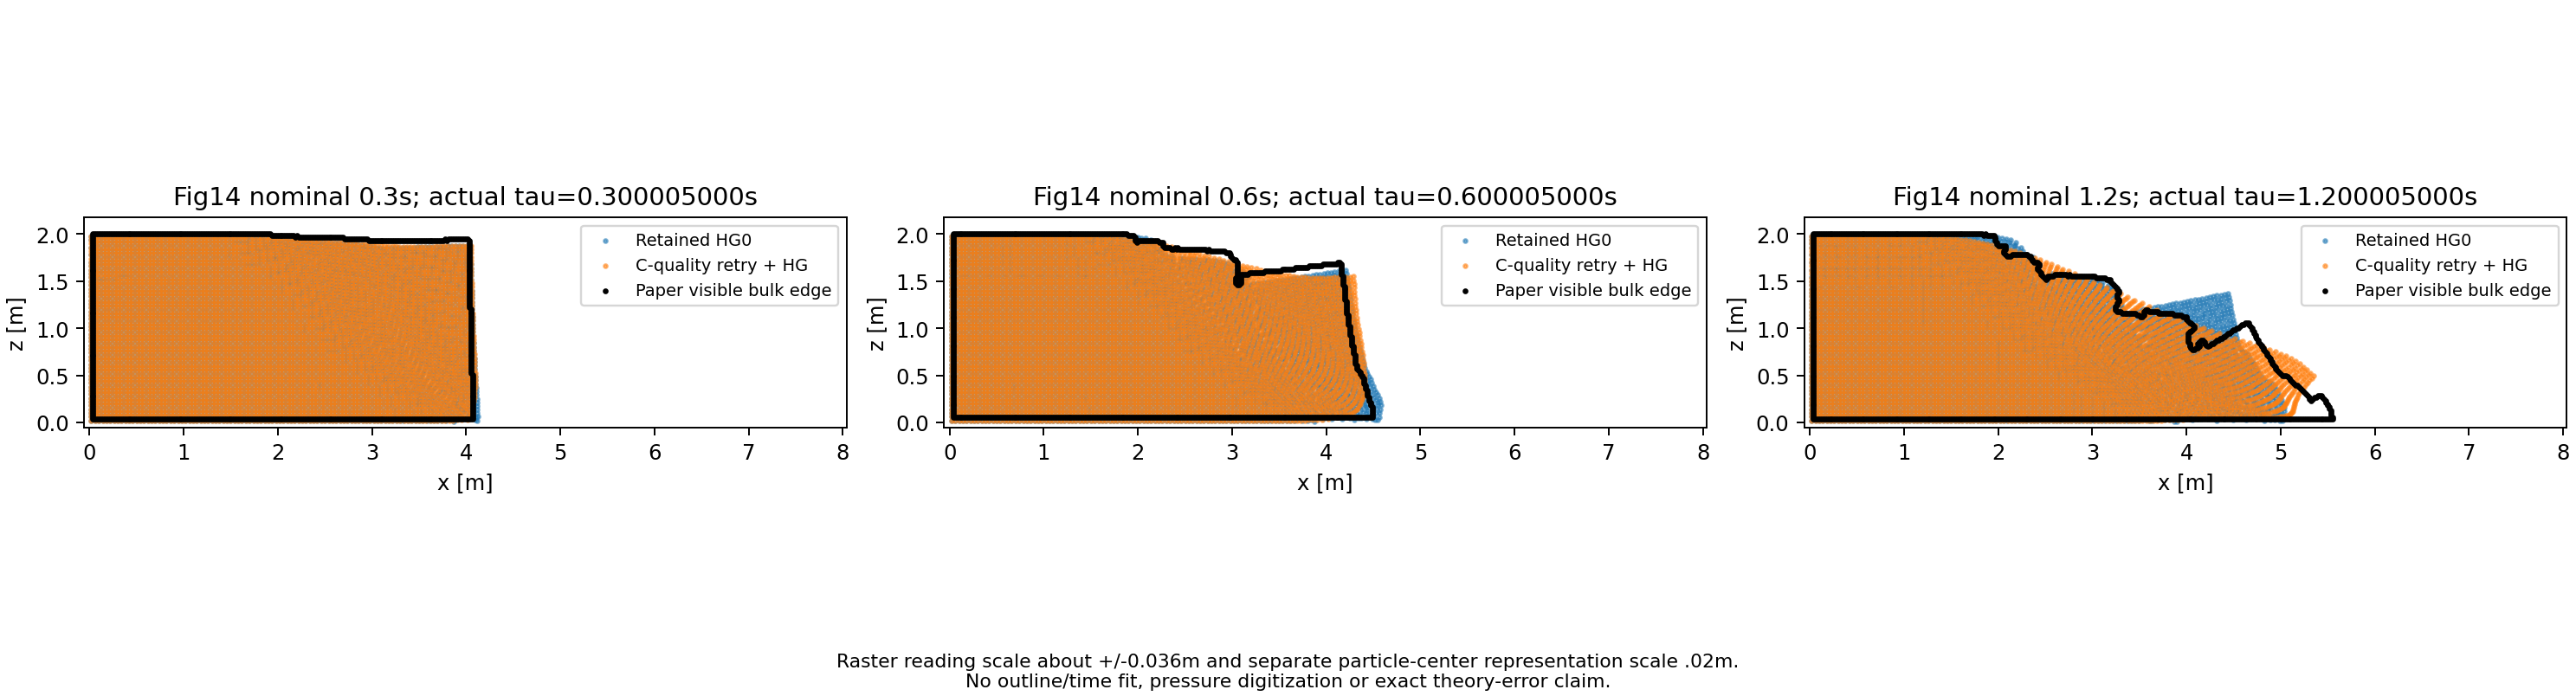 Fig14 nominal 0.3s; actual tau=0.300005000s
Fig14 nominal 0.6s; actual tau=0.600005000s
Fig14 nominal 1.2s; actual tau=1.200005000s
z [m]
2.0
1.5
1.0
0.5
0.0
Retained HG0
C-quality retry + HG
Paper visible bulk edge
0 1 2 3 4 5 6 7 8
x [m]
z [m]
2.0
1.5
1.0
0.5
0.0
Retained HG0
C-quality retry + HG
Paper visible bulk edge
0 1 2 3 4 5 6 7 8
x [m]
z [m]
2.0
1.5
1.0
0.5
0.0
Retained HG0
C-quality retry + HG
Paper visible bulk edge
0 1 2 3 4 5 6 7 8
x [m]
Raster reading scale about +/-0.036m and separate particle-center representation scale .02m.
No outline/time fit, pressure digitization or exact theory-error claim.